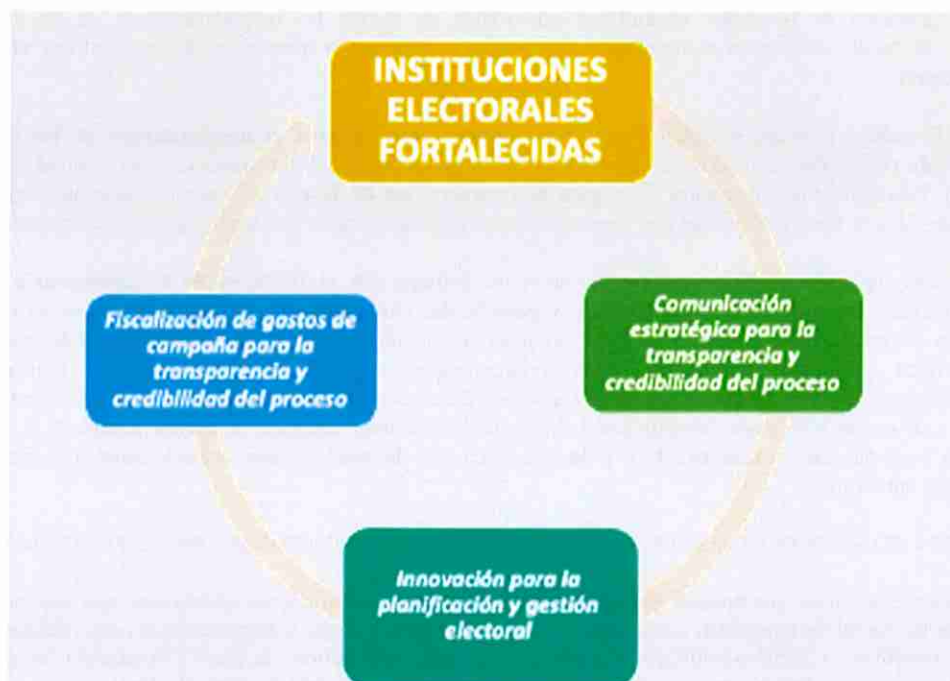 INSTITUCIONES
ELECTORALES
FORTALECIDAS
Fiscalización de gastos de
campaña para la
transparencia y
credibilidad del proceso
Comunicación
estratégica para la
transparencia y
credibilidad del proceso
Innovación para la
planificación y gestión
electoral